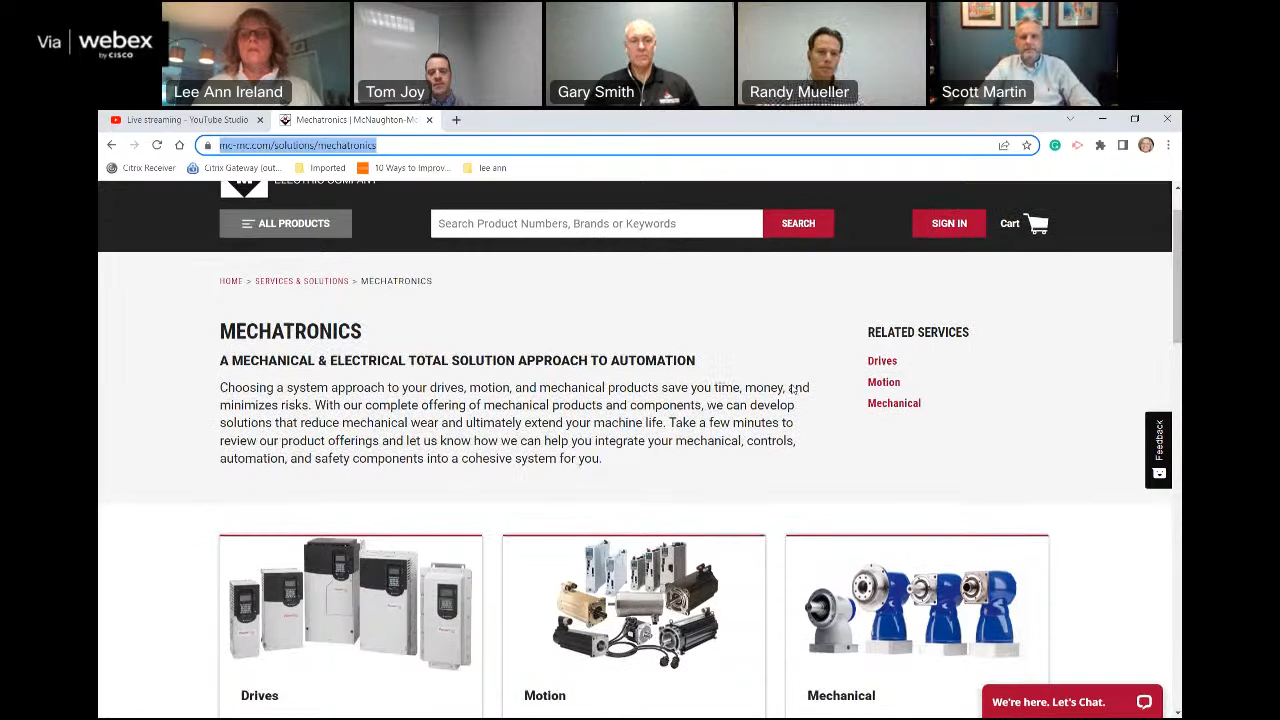 Via webex
by CISCO
Lee Ann Ireland
Tom Joy
Gary Smith
Randy Mueller
Scott Martin
Live streaming - YouTube Studio
Mechatronics | McNaughton-Mc
mc-mc.com/solutions/mechatronics
Citrix Receiver
Citrix Gateway (out...
Imported
10 Ways to Improv...
lee ann
ELECTRIC COMPANY
ALL PRODUCTS
Search Product Numbers, Brands or Keywords
SEARCH
SIGN IN
Cart
HOME > SERVICES & SOLUTIONS > MECHATRONICS
MECHATRONICS
A MECHANICAL & ELECTRICAL TOTAL SOLUTION APPROACH TO AUTOMATION
Choosing a system approach to your drives, motion, and mechanical products save you time, money, and
minimizes risks. With our complete offering of mechanical products and components, we can develop
solutions that reduce mechanical wear and ultimately extend your machine life. Take a few minutes to
review our product offerings and let us know how we can help you integrate your mechanical, controls,
automation, and safety components into a cohesive system for you.
RELATED SERVICES
Drives
Motion
Mechanical
Feedback
Drives
Motion
Mechanical
We're here. Let's Chat.